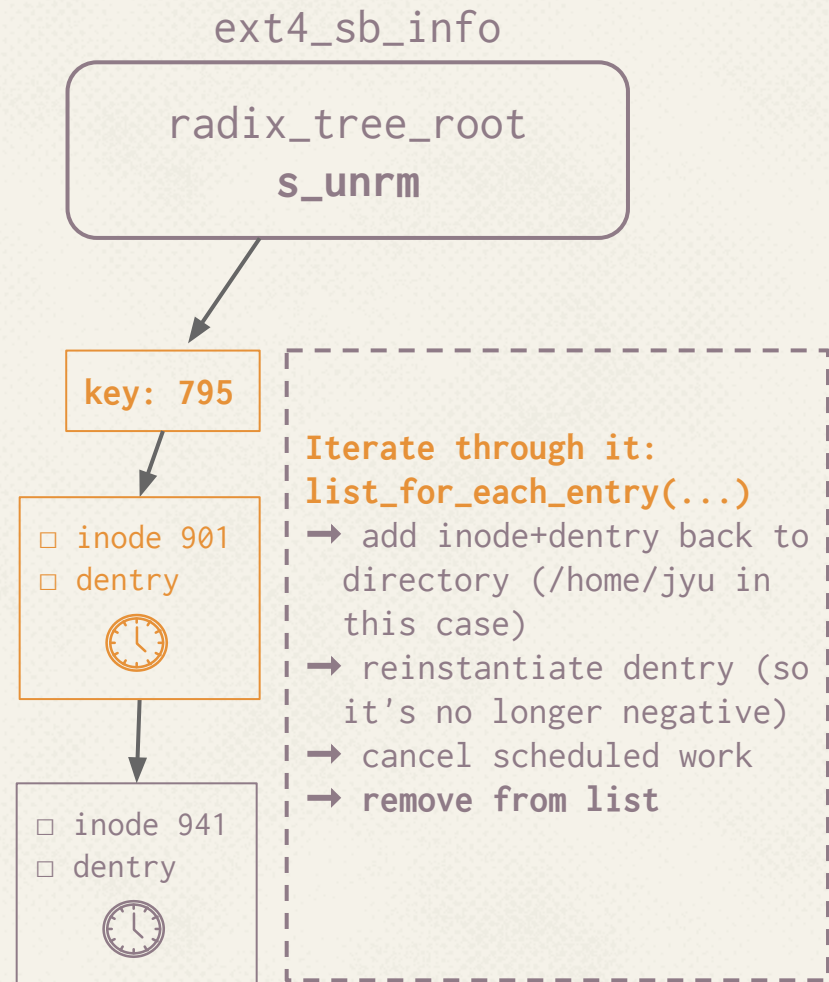 ext4_sb_info
radix_tree_root
s_unrm
key: 795
□ inode 901
□ dentry
□ inode 941
□ dentry
Iterate through it:
list_for_each_entry(...)
➞ add inode+dentry back to
directory (/home/jyu in
this case)
➞ reinstantiate dentry (so
it's no longer negative)
➞ cancel scheduled work
➞ remove from list